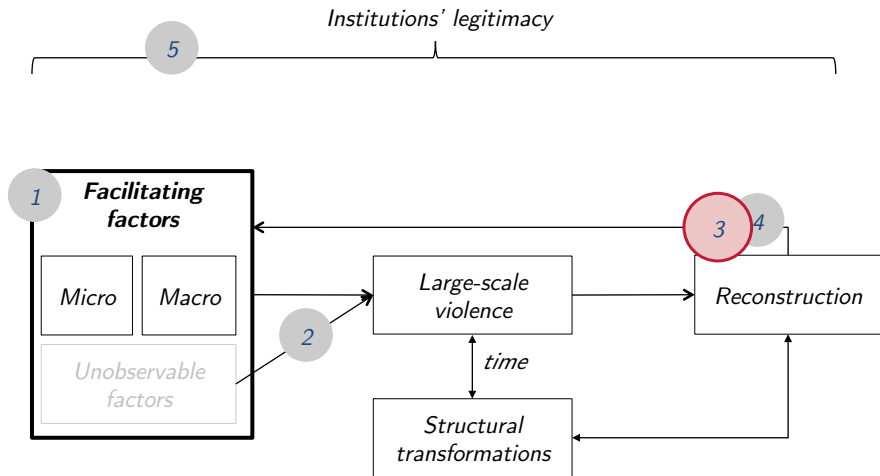 Institutions’ legitimacy
5
1
Facilitating
factors
3
4
Micro
Macro
Large-scale
violence
Reconstruction
2
Unobservable
factors
time
Structural
transformations